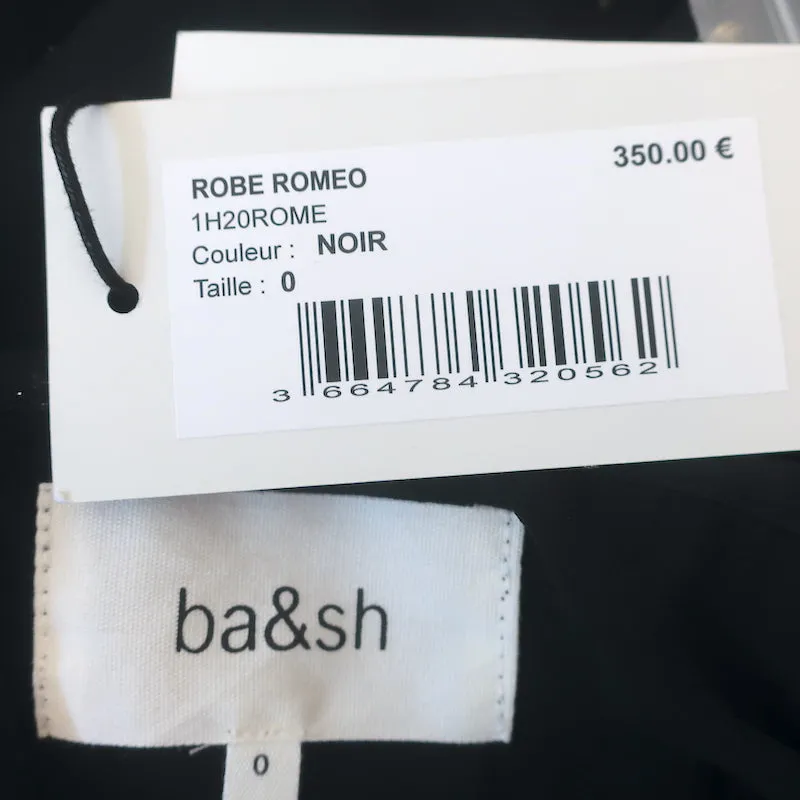 350.00 €
ROBE ROMEO
1H20ROME
Couleur : NOIR
Taille : 0
3 664784 320562
ba&sh
0